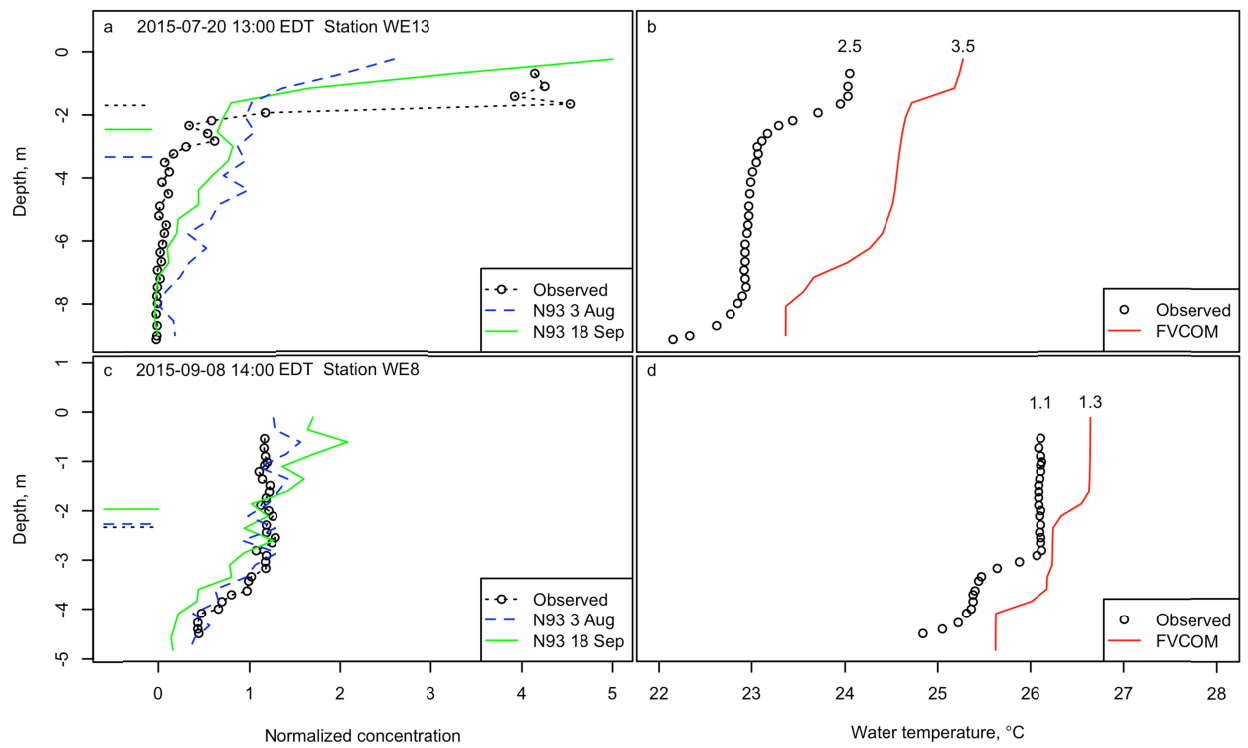 a 2015-07-20 13:00 EDT Station WE13
b
0
-2
-4
-6
-8
Depth, m
Observed
N93 3 Aug
N93 18 Sep
2.5 3.5
Observed
FVCOM
c 2015-09-08 14:00 EDT Station WE8
d
1
0
-1
-2
-3
-4
-5
Depth, m
Observed
N93 3 Aug
N93 18 Sep
1.1 1.3
Observed
FVCOM
0 1 2 3 4 5
22 23 24 25 26 27 28
Normalized concentration
Water temperature, °C